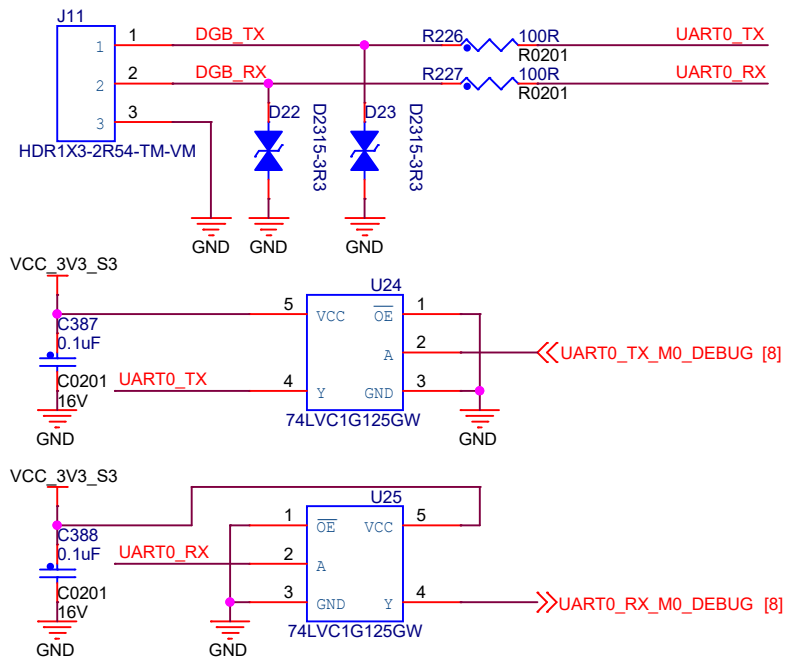 J11
1 1 DGB_TX R226 100R UART0_TX
R0201
2 2 DGB_RX R227 100R UART0_RX
R0201
3 3
HDR1X3-2R54-TM-VM
D22 D2315-3R3
D23 D2315-3R3
GND GND GND
VCC_3V3_S3
C387
0.1uF
C0201
16V
GND
U24
5 VCC OE 1
A 2 UART0_TX_M0_DEBUG [8]
UART0_TX 4 Y GND 3
74LVC1G125GW
GND
VCC_3V3_S3
C388
0.1uF
C0201
16V
GND
U25
1 OE VCC 5
UART0_RX 2 A
3 GND Y 4 UART0_RX_M0_DEBUG [8]
74LVC1G125GW
GND